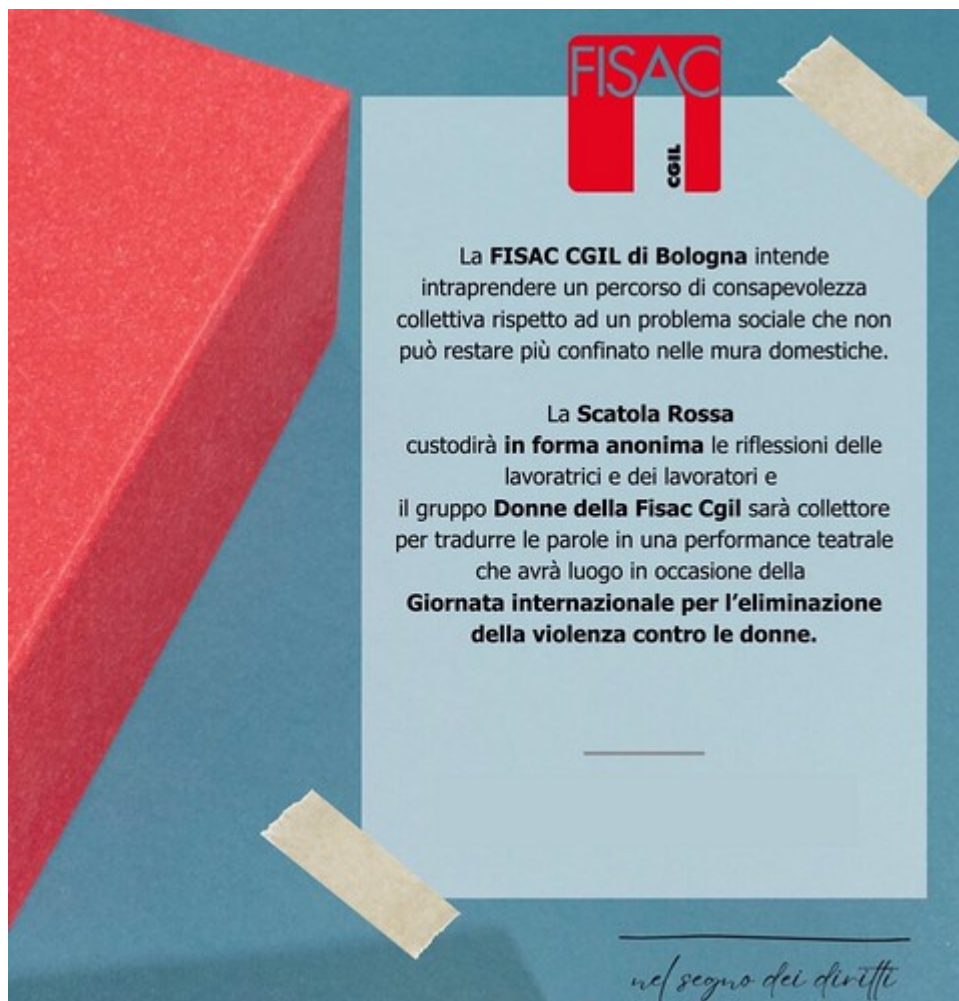 FISAC
CGIL
La FISAC CGIL di Bologna intende
intraprendere un percorso di consapevolezza
collettiva rispetto ad un problema sociale che non
può restare più confinato nelle mura domestiche.
La Scatola Rossa
custodirà in forma anonima le riflessioni delle
lavoratrici e dei lavoratori e
il gruppo Donne della Fisac Cgil sarà collettore
per tradurre le parole in una performance teatrale
che avrà luogo in occasione della
Giornata internazionale per l’eliminazione
della violenza contro le donne.
nel segno dei diritti